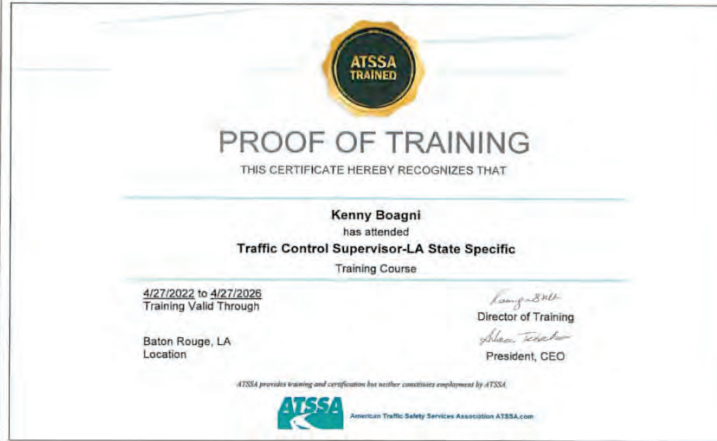 ATSSA
TRAINED
PROOF OF TRAINING
THIS CERTIFICATE HEREBY RECOGNIZES THAT
Kenny Boagni
has attended
Traffic Control Supervisor-LA State Specific
Training Course
4/27/2022 to 4/27/2026
Training Valid Through
Director of Training
Baton Rouge, LA
Location
President, CEO
ATSSA provides training and certification but neither constitutes employment by ATSSA.
ATSSA
American Traffic Safety Services Association ATSSA.com